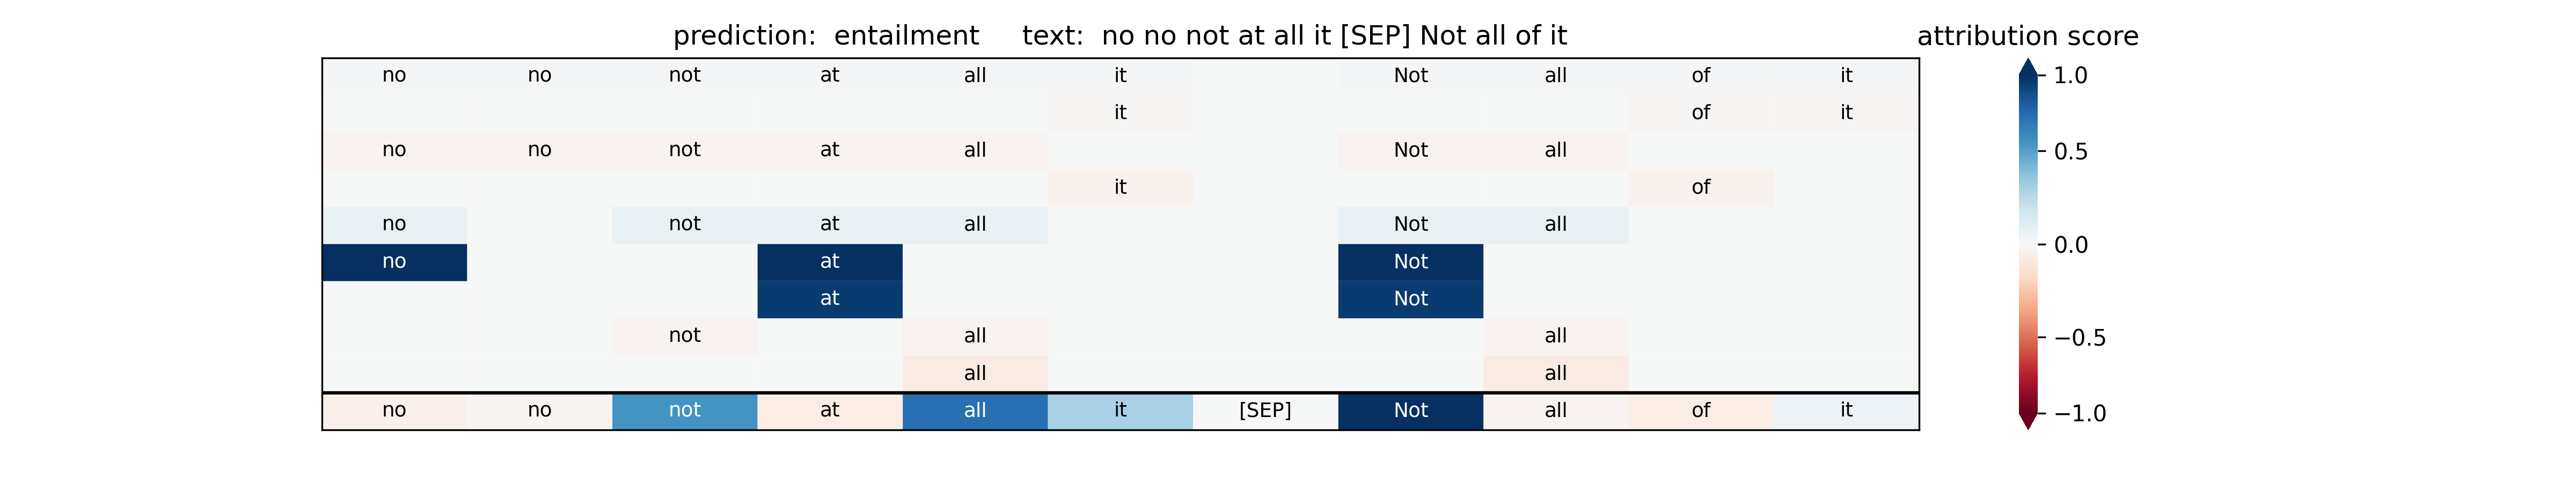 prediction:  entailment     text:  no no not at all it [SEP] Not all of it
attribution score
no no not at all it Not all of it
it of it
no no not at all Not all
it of
no not at all Not all
no at Not
at Not
not all all
all all
no no not at all it [SEP] Not all of it
1.0
0.5
0.0
−0.5
−1.0